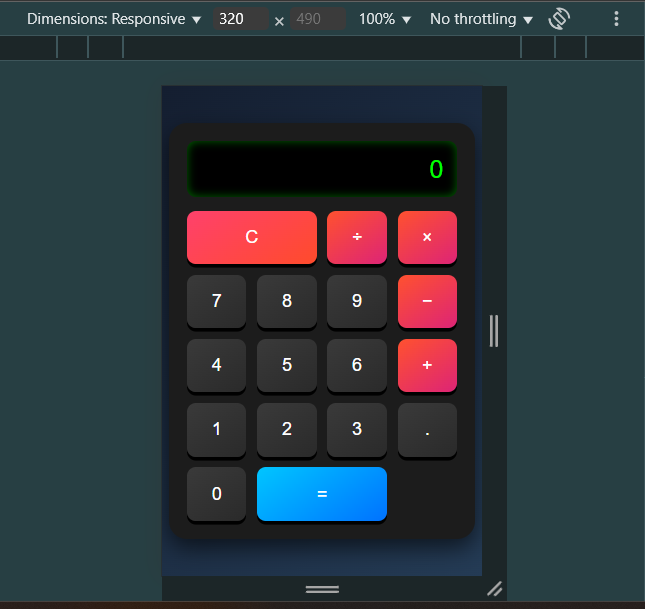 Dimensions: Responsive ▼ 320 × 490 100% ▼ No throttling ▼
0
C ÷ ×
7 8 9 −
4 5 6 +
1 2 3 .
0 =